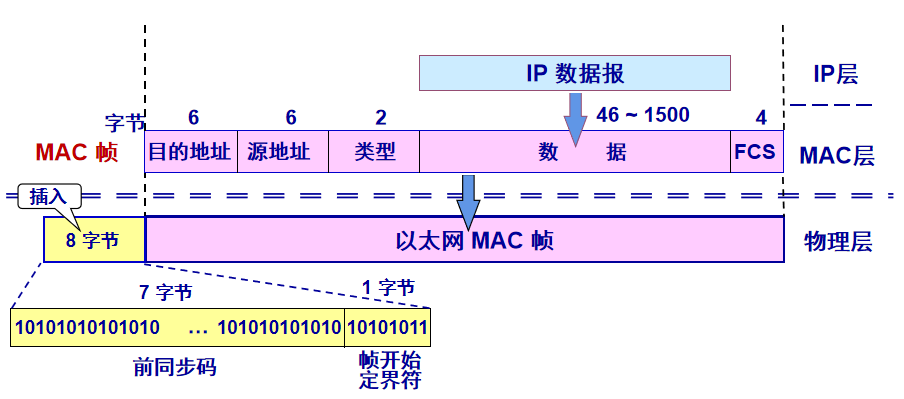 IP 数据报
IP层
字节
6
6
2
46 ~ 1500
4
MAC 帧
目的地址
源地址
类型
数 据
FCS
MAC层
插入
8 字节
以太网 MAC 帧
物理层
7 字节
1 字节
10101010101010 … 101010101010
10101011
前同步码
帧开始
定界符